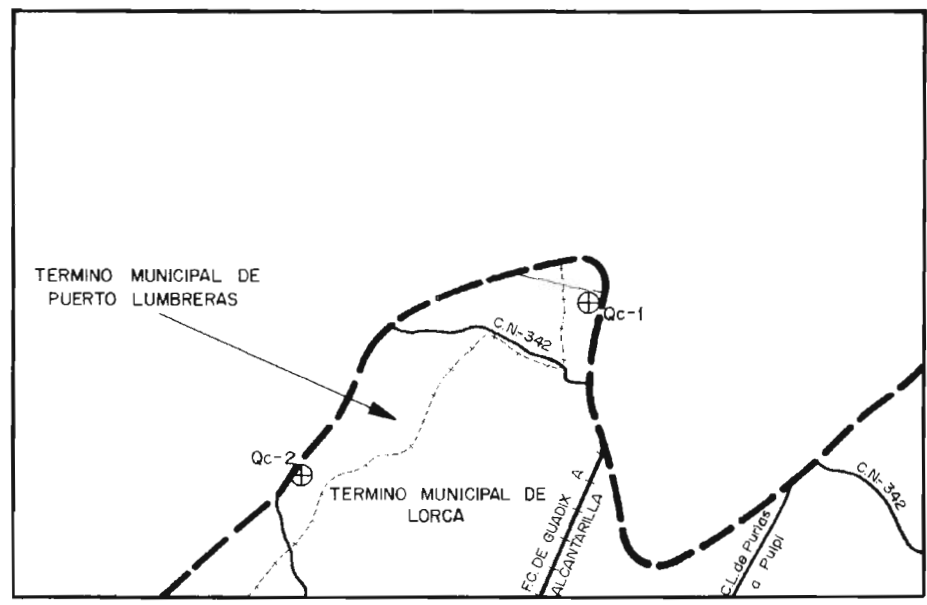 TERMINO MUNICIPAL DE
PUERTO LUMBRERAS
Qc-1
C.N-342
Qc-2
TERMINO MUNICIPAL DE
LORCA
F.C. DE GUADIX A
ALCANTARILLA
C.N-342
C.L. de Purias
a Pulpi